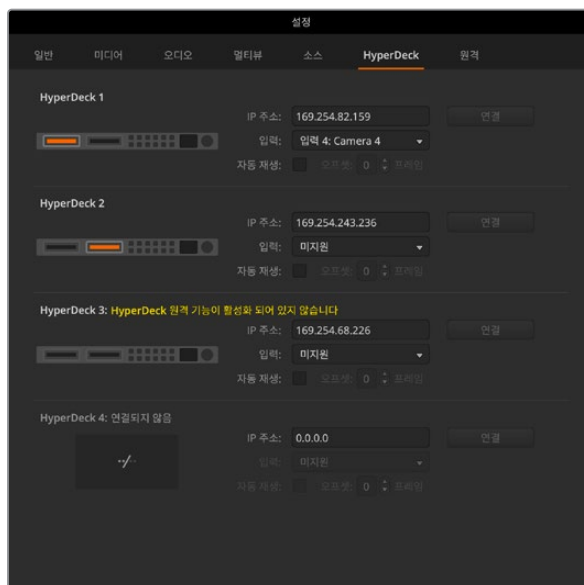 설정
일반 미디어 오디오 멀티뷰 소스 HyperDeck 원격
HyperDeck 1
IP 주소: 169.254.82.159 연결
입력: 입력 4: Camera 4
자동 재생: 오프셋: 0 프레임
HyperDeck 2
IP 주소: 169.254.243.236 연결
입력: 미지원
자동 재생: 오프셋: 0 프레임
HyperDeck 3: HyperDeck 원격 기능이 활성화 되어 있지 않습니다
IP 주소: 169.254.68.226 연결
입력: 미지원
자동 재생: 오프셋: 0 프레임
HyperDeck 4: 연결되지 않음
IP 주소: 0.0.0.0 연결
--/--
입력: 미지원
자동 재생: 오프셋: 0 프레임